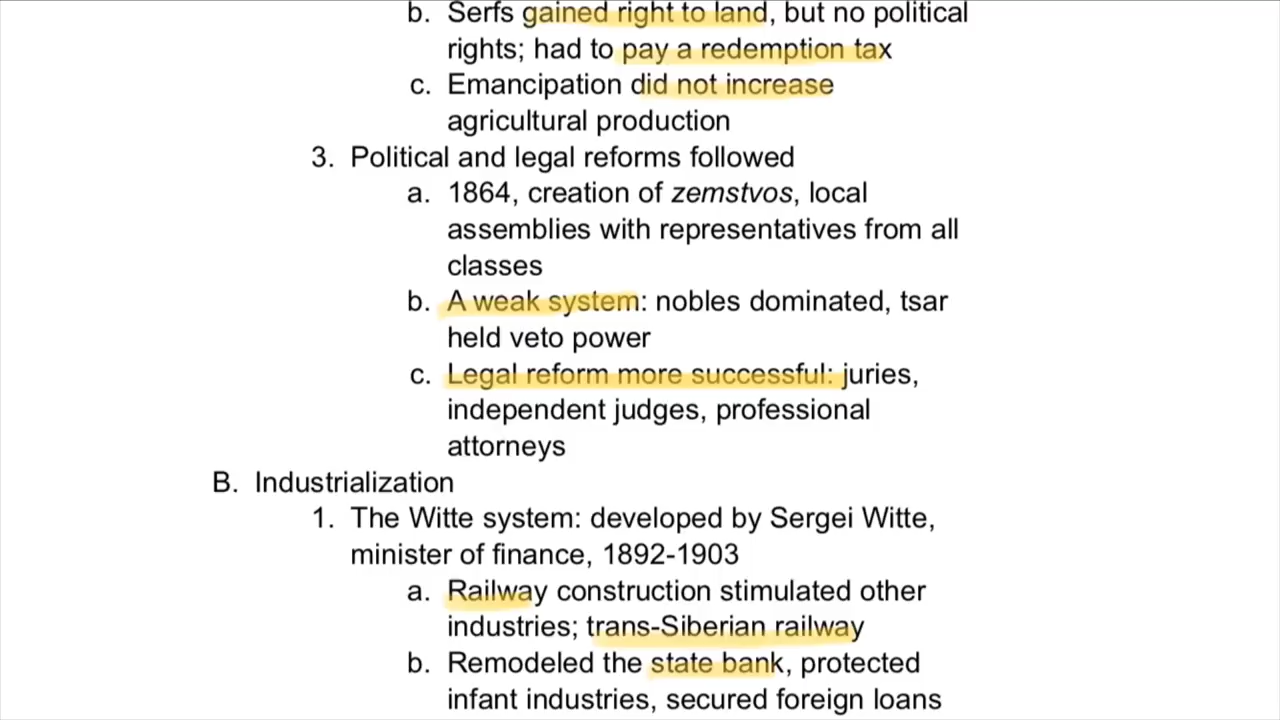 b. Serfs gained right to land, but no political
rights; had to pay a redemption tax
c. Emancipation did not increase
agricultural production
3. Political and legal reforms followed
a. 1864, creation of zemstvos, local
assemblies with representatives from all
classes
b. A weak system: nobles dominated, tsar
held veto power
c. Legal reform more successful: juries,
independent judges, professional
attorneys
B. Industrialization
1. The Witte system: developed by Sergei Witte,
minister of finance, 1892-1903
a. Railway construction stimulated other
industries; trans-Siberian railway
b. Remodeled the state bank, protected
infant industries, secured foreign loans